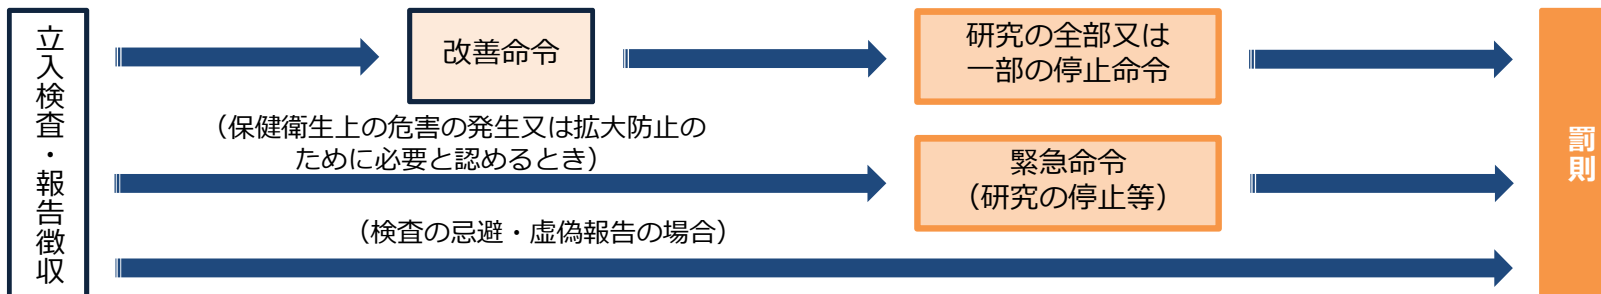 立入検査・報告徴収
改善命令
研究の全部又は
一部の停止命令
(保健衛生上の危害の発生又は拡大防止の
ために必要と認めるとき)
緊急命令
(研究の停止等)
(検査の忌避・虚偽報告の場合)
罰則